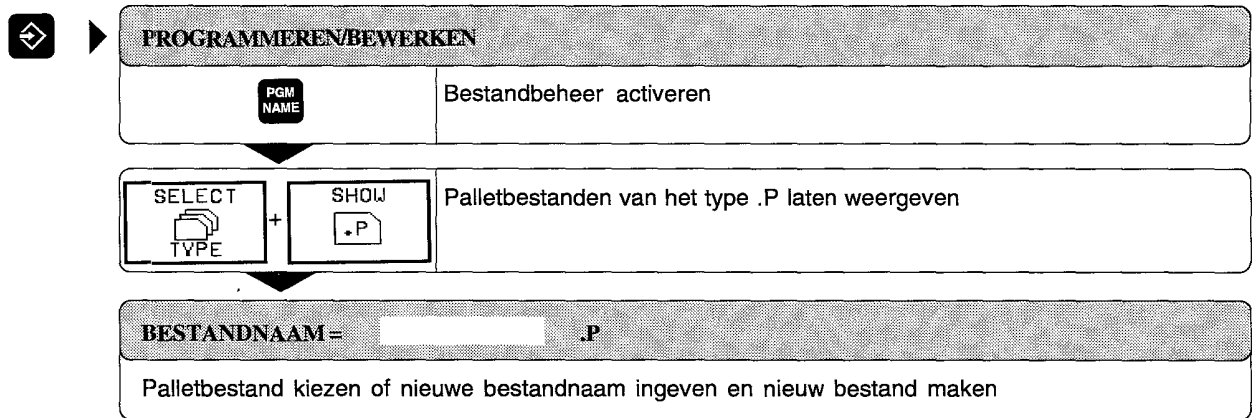 PROGRAMMEREN/BEWERKEN
PGM
NAME
Bestandbeheer activeren
SELECT
TYPE
+
SHOW
.P
Palletbestanden van het type .P laten weergeven
BESTANDNAAM= .P
Palletbestand kiezen of nieuwe bestandnaam ingeven en nieuw bestand maken